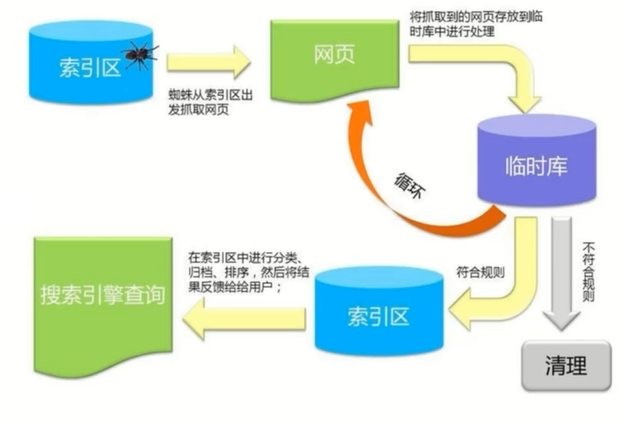 索引区
蜘蛛从索引区出
发抓取网页
网页
将抓取到的网页存放到临
时库中进行处理
临时库
循环
不符合规则
符合规则
清理
索引区
在索引区中进行分类、
归档、排序，然后将结
果反馈给给用户；
搜索引擎查询